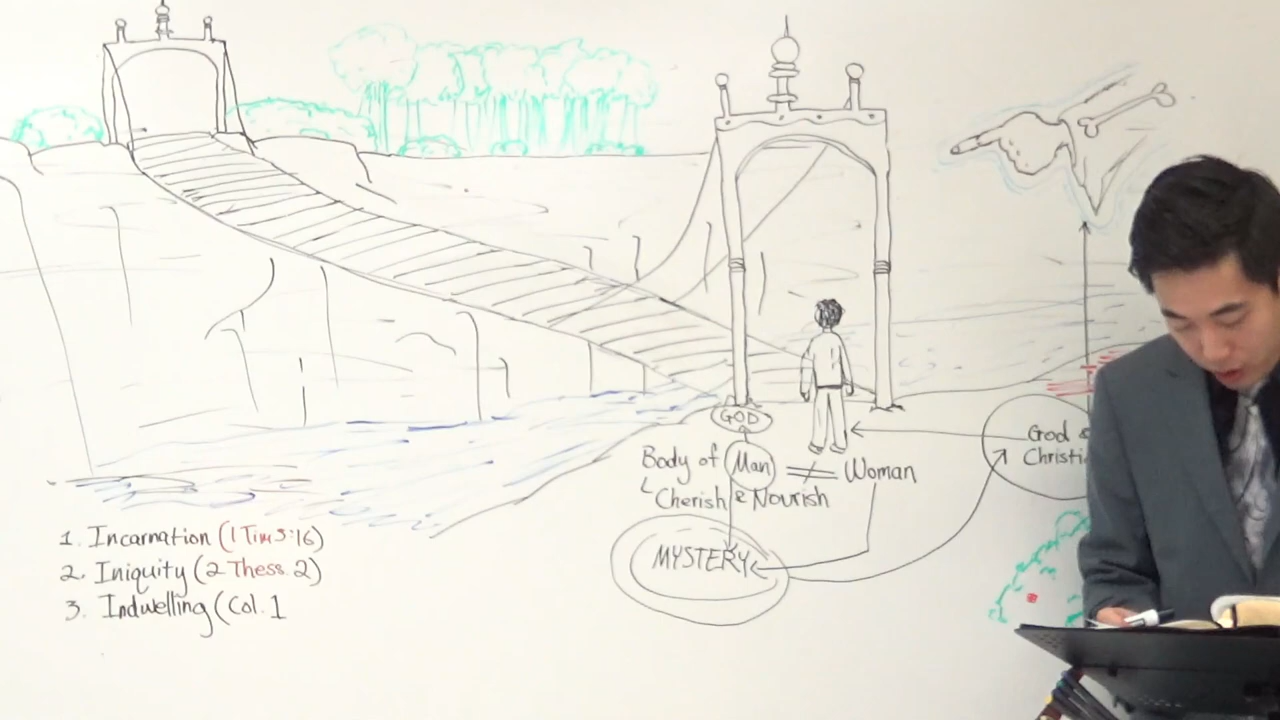 GOD
Body of Man ≠ Woman
Cherish & Nourish
MYSTERY
God &
Christi
1. Incarnation (1 Tim 3:16)
2. Iniquity (2 Thess. 2)
3. Indwelling (Col. 1